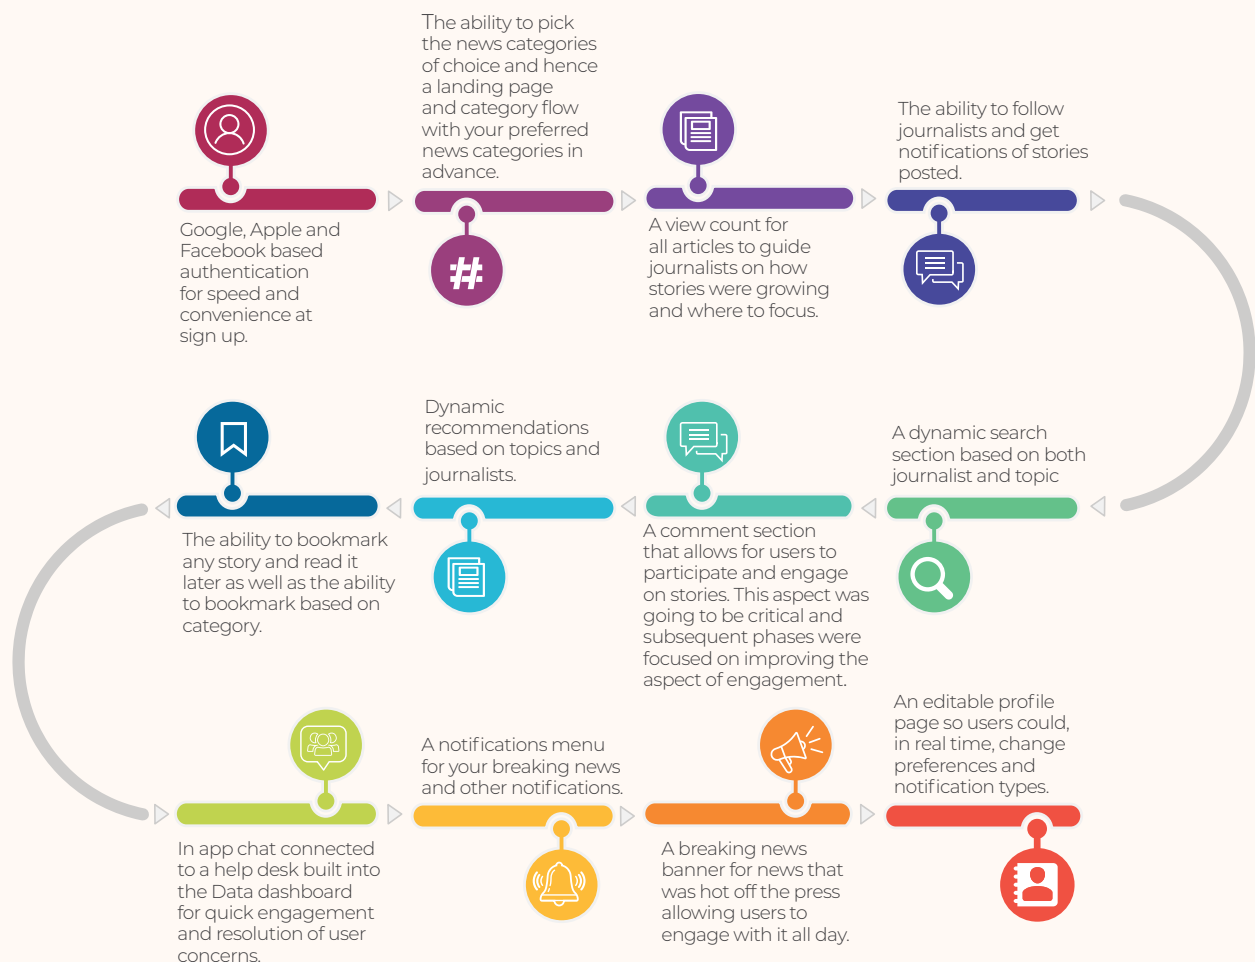 Google, Apple and
Facebook based
authentication
for speed and
convenience at
sign up.
The ability to pick
the news categories
of choice and hence
a landing page
and category flow
with your preferred
news categories in
advance.
#
A view count for
all articles to guide
journalists on how
stories were growing
and where to focus.
The ability to follow
journalists and get
notifications of stories
posted.
A dynamic search
section based on both
journalist and topic
A comment section
that allows for users to
participate and engage
on stories. This aspect was
going to be critical and
subsequent phases were
focused on improving the
aspect of engagement.
Dynamic
recommendations
based on topics and
journalists.
The ability to bookmark
any story and read it
later as well as the ability
to bookmark based on
category.
In app chat connected
to a help desk built into
the Data dashboard
for quick engagement
and resolution of user
concerns.
A notifications menu
for your breaking news
and other notifications.
A breaking news
banner for news that
was hot off the press
allowing users to
engage with it all day.
An editable profile
page so users could,
in real time, change
preferences and
notification types.